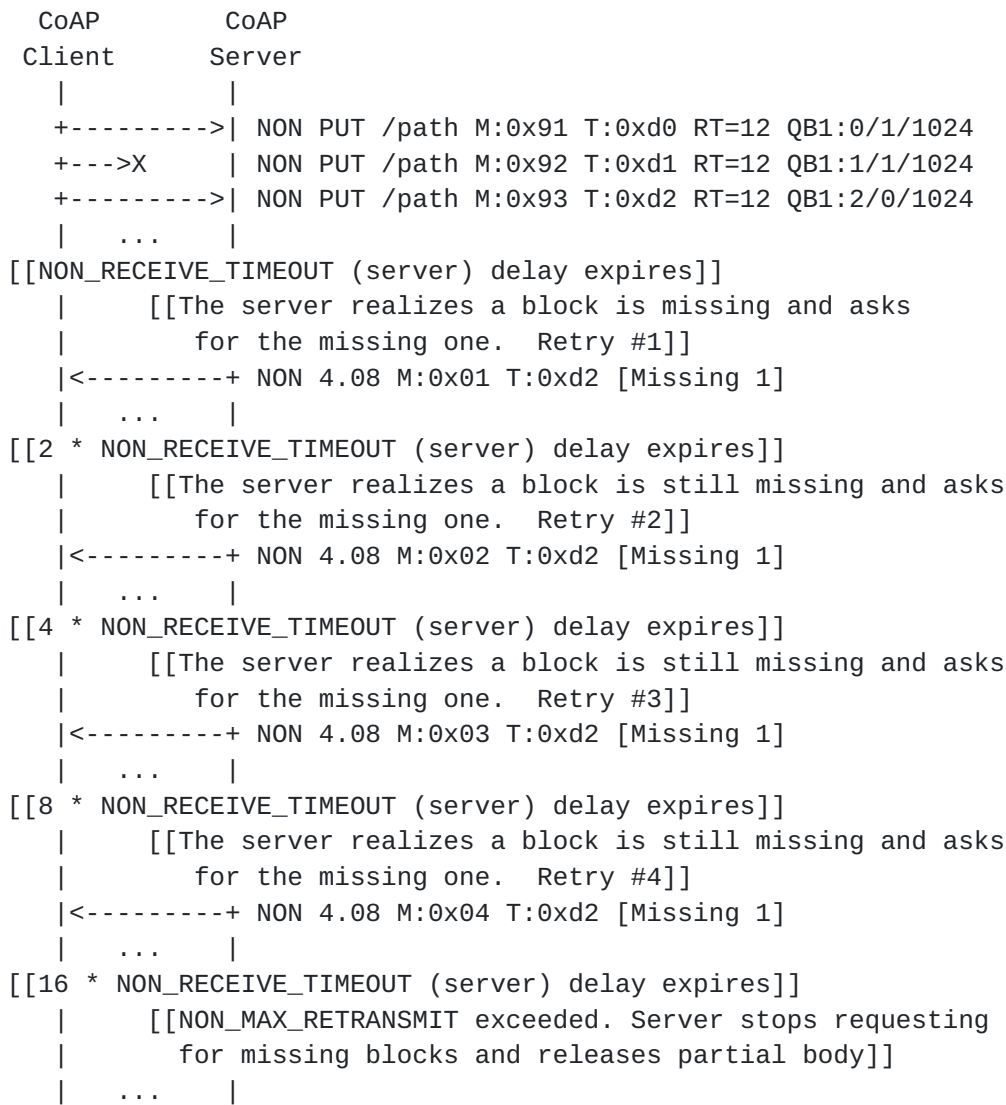 CoAP        CoAP
 Client       Server
   |          |
   +--------->| NON PUT /path M:0x91 T:0xd0 RT=12 QB1:0/1/1024
   +--->X     | NON PUT /path M:0x92 T:0xd1 RT=12 QB1:1/1/1024
   +--------->| NON PUT /path M:0x93 T:0xd2 RT=12 QB1:2/0/1024
   |   ...    |
[[NON_RECEIVE_TIMEOUT (server) delay expires]]
   |     [[The server realizes a block is missing and asks
   |        for the missing one.  Retry #1]]
   |<---------+ NON 4.08 M:0x01 T:0xd2 [Missing 1]
   |   ...    |
[[2 * NON_RECEIVE_TIMEOUT (server) delay expires]]
   |     [[The server realizes a block is still missing and asks
   |        for the missing one.  Retry #2]]
   |<---------+ NON 4.08 M:0x02 T:0xd2 [Missing 1]
   |   ...    |
[[4 * NON_RECEIVE_TIMEOUT (server) delay expires]]
   |     [[The server realizes a block is still missing and asks
   |        for the missing one.  Retry #3]]
   |<---------+ NON 4.08 M:0x03 T:0xd2 [Missing 1]
   |   ...    |
[[8 * NON_RECEIVE_TIMEOUT (server) delay expires]]
   |     [[The server realizes a block is still missing and asks
   |        for the missing one.  Retry #4]]
   |<---------+ NON 4.08 M:0x04 T:0xd2 [Missing 1]
   |   ...    |
[[16 * NON_RECEIVE_TIMEOUT (server) delay expires]]
   |     [[NON_MAX_RETRANSMIT exceeded. Server stops requesting
   |       for missing blocks and releases partial body]]
   |   ...    |